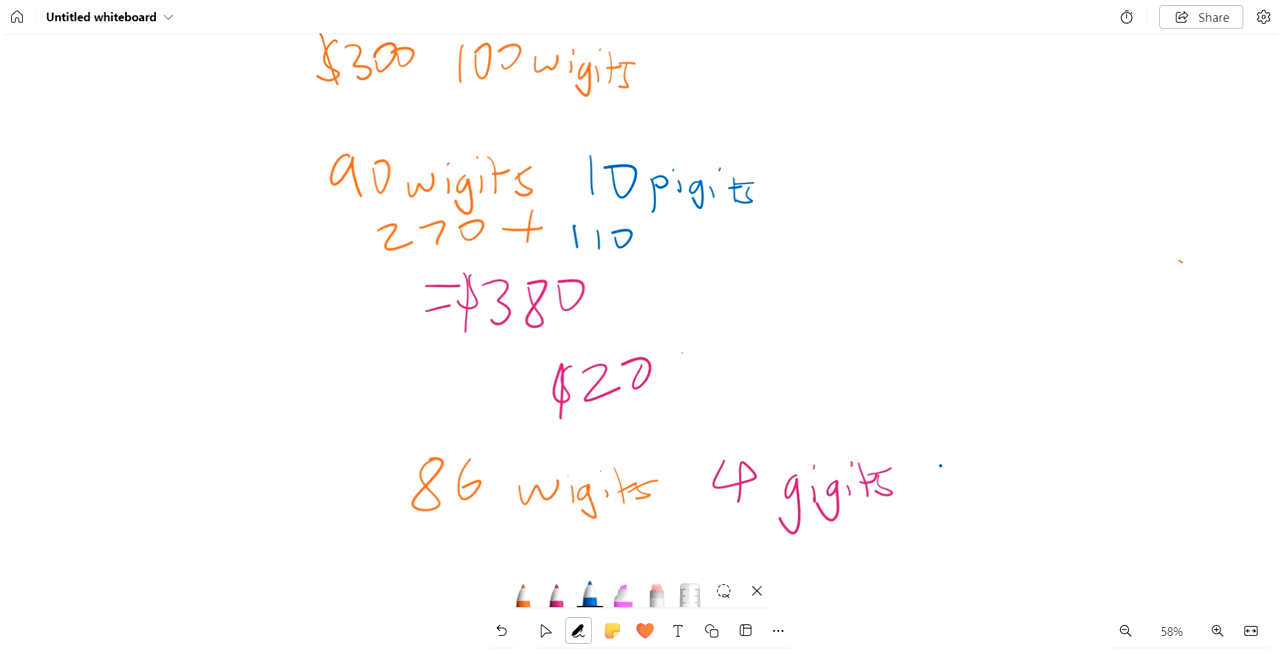 Untitled whiteboard
Share
$300 100 wigits
90 wigits 10 pigits
270 + 110
=$380
$20
86 wigits 4 gigits
58%